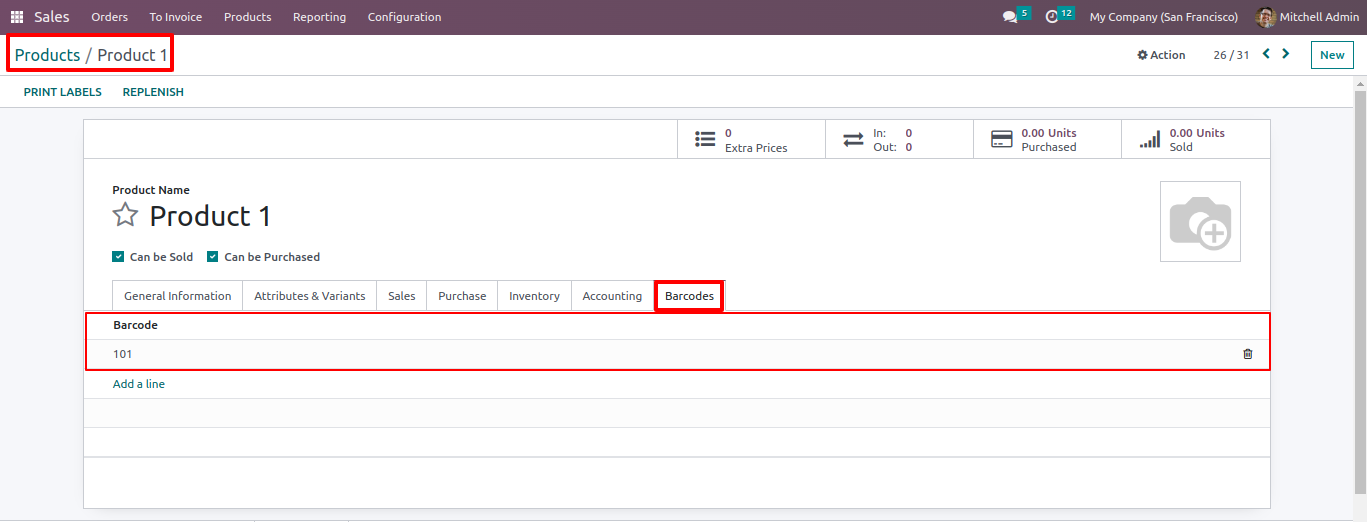 Sales Orders To Invoice Products Reporting Configuration 5 12 My Company (San Francisco) Mitchell Admin
Products / Product 1 Action 26 / 31 New
PRINT LABELS REPLENISH
0
Extra Prices
In: 0
Out: 0
0.00 Units
Purchased
0.00 Units
Sold
Product Name
Product 1
Can be Sold Can be Purchased
General Information Attributes & Variants Sales Purchase Inventory Accounting Barcodes
Barcode
101
Add a line